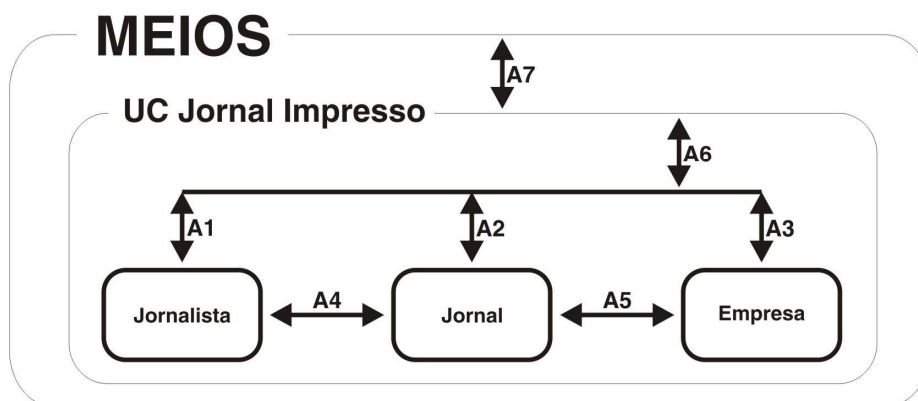 MEIOS
A7
UC Jornal Impresso
A6
A1
A2
A3
Jornalista
A4
Jornal
A5
Empresa